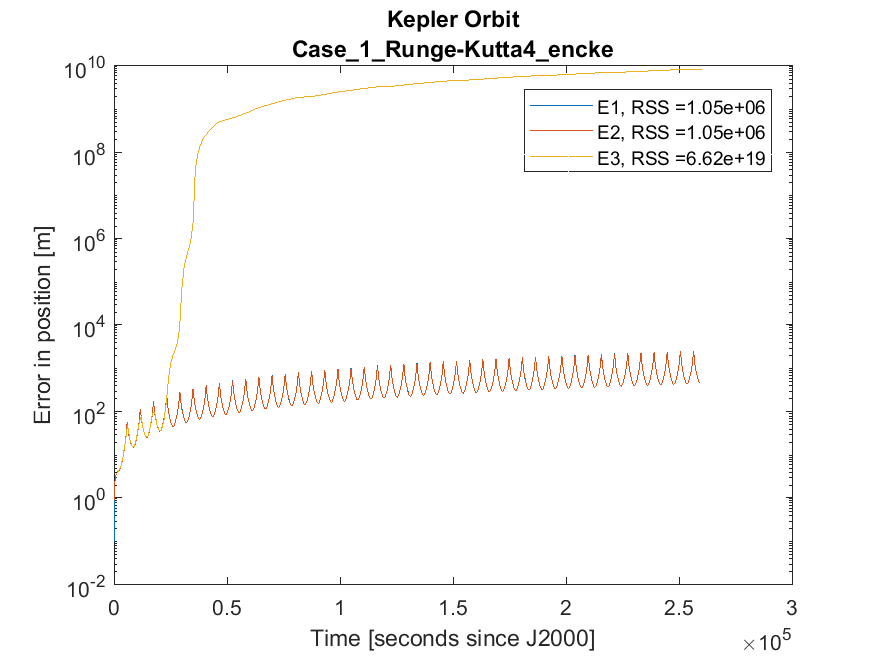 Kepler Orbit
Case_1_Runge-Kutta4_encke
10^10
10^8
10^6
10^4
10^2
10^0
10^-2
Error in position [m]
E1, RSS =1.05e+06
E2, RSS =1.05e+06
E3, RSS =6.62e+19
0 0.5 1 1.5 2 2.5 3
Time [seconds since J2000]
×10^5